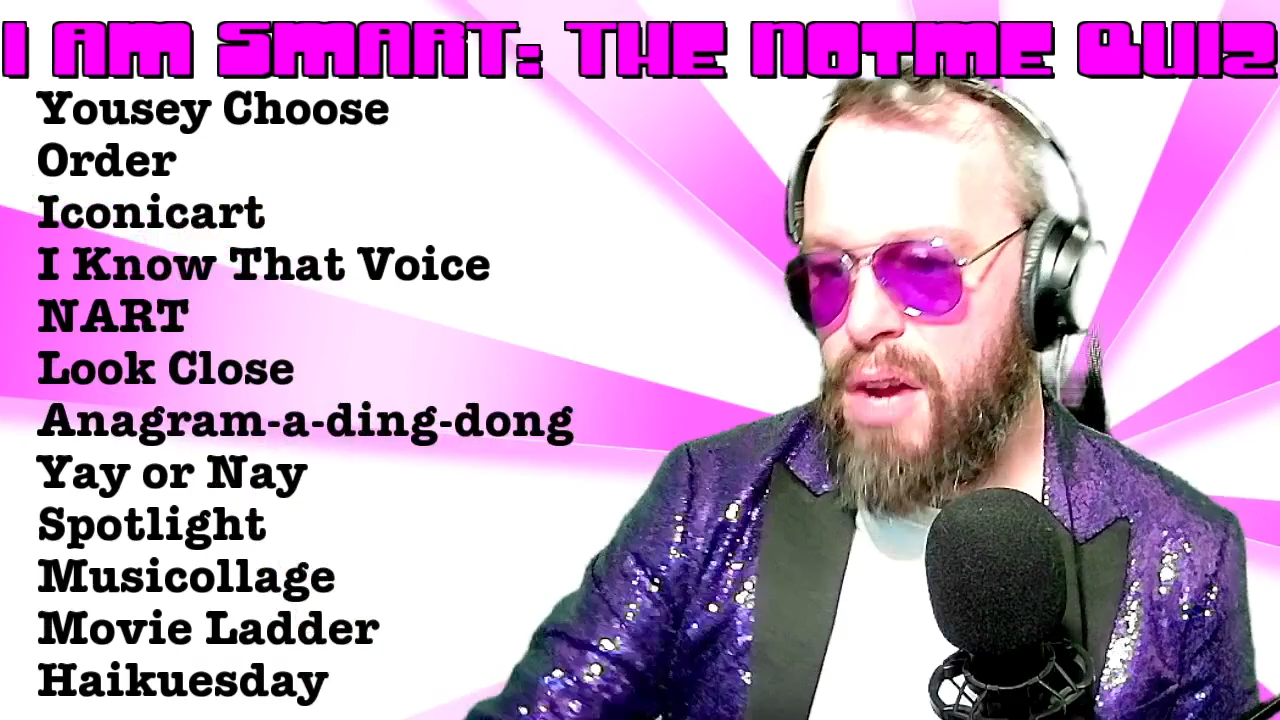 I AM SMART: THE NOTME QUIZ
Yousey Choose
Order
Iconicart
I Know That Voice
NART
Look Close
Anagram-a-ding-dong
Yay or Nay
Spotlight
Musicollage
Movie Ladder
Haikuesday